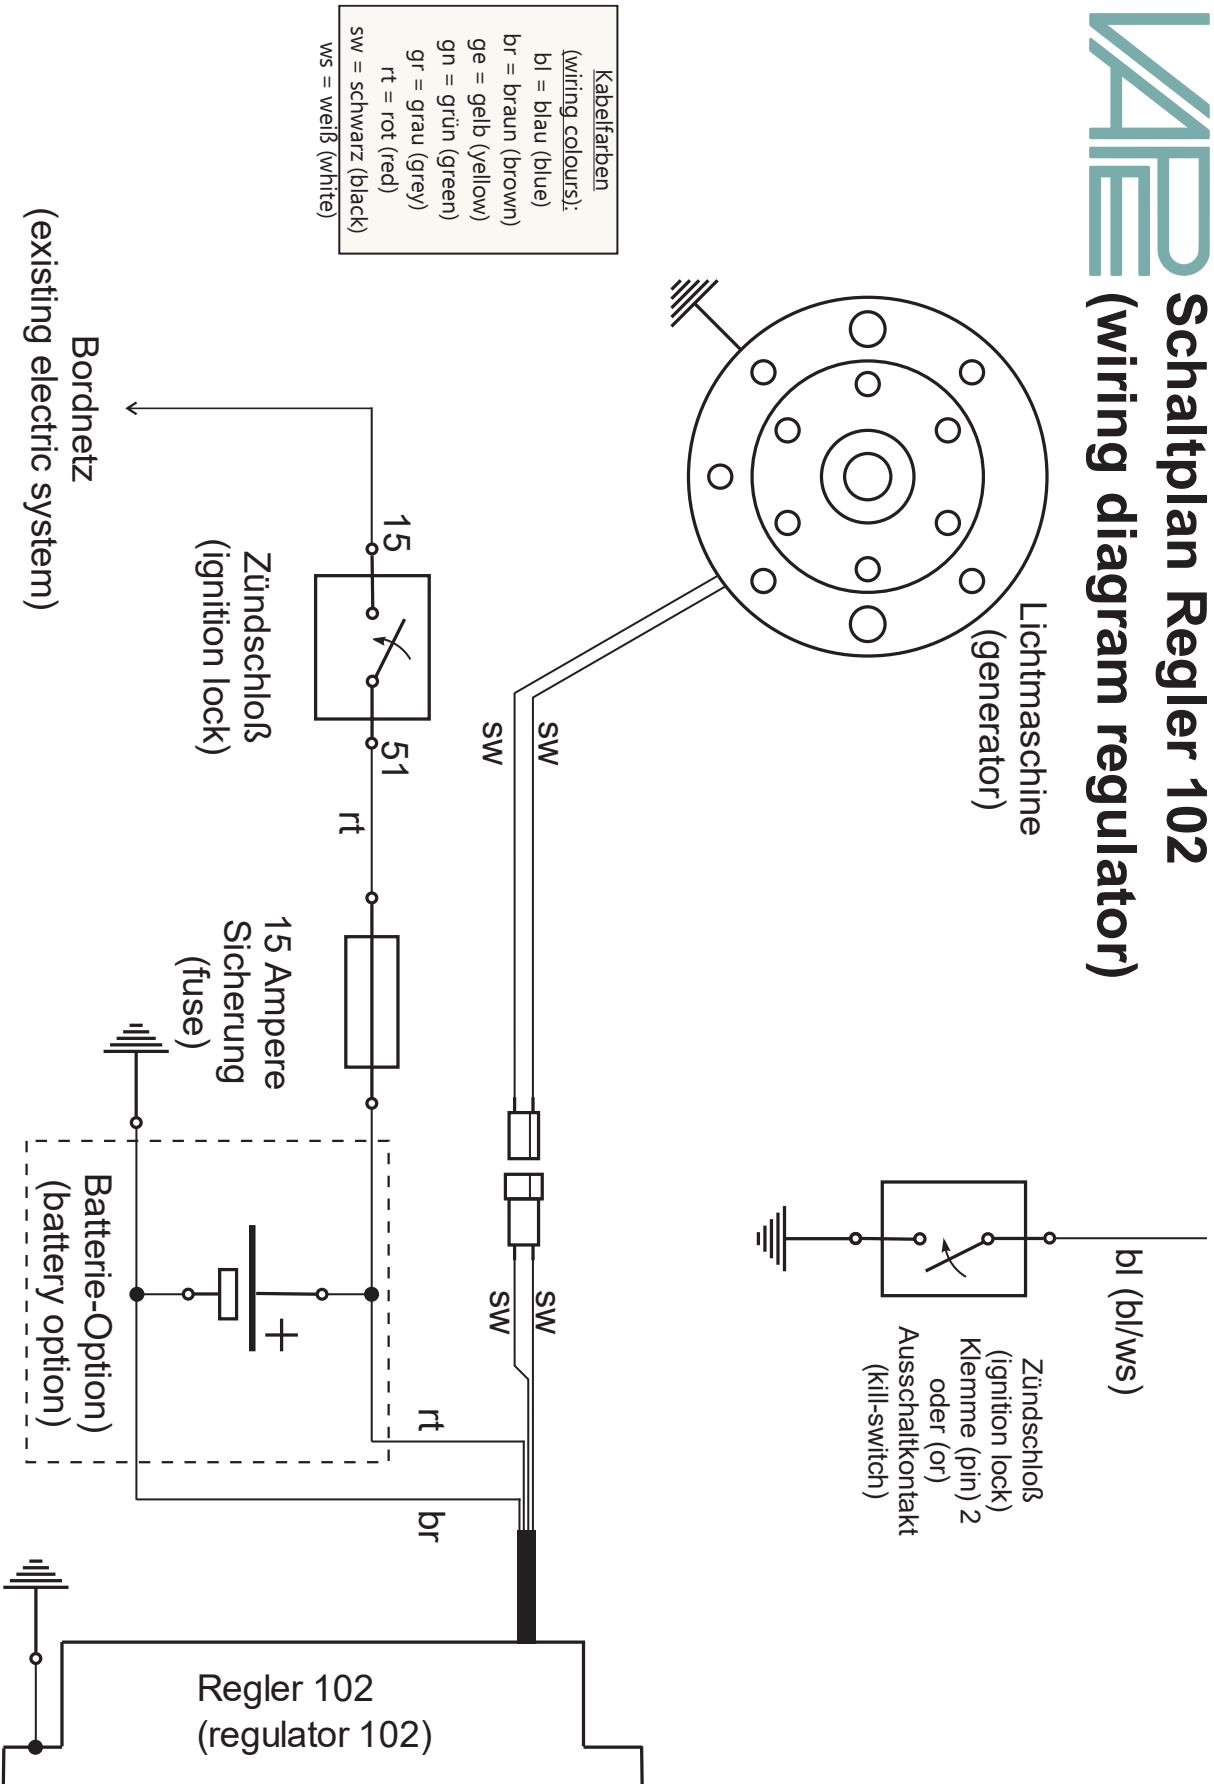 VAPE
Schaltplan Regler 102
(wiring diagram regulator)
Kabelfarben
(wiring colours):
bl = blau (blue)
br = braun (brown)
ge = gelb (yellow)
gn = grün (green)
gr = grau (grey)
rt = rot (red)
sw = schwarz (black)
ws = weiß (white)
Lichtmaschine
(generator)
sw
sw
sw
sw
bl (bl/ws)
Zündschloß
(ignition lock)
Klemme (pin) 2
oder (or)
Ausschaltkontakt
(kill-switch)
15
51
Zündschloß
(ignition lock)
rt
15 Ampere
Sicherung
(fuse)
Bordnetz
(existing electric system)
+
Batterie-Option)
(battery option)
rt
br
Regler 102
(regulator 102)